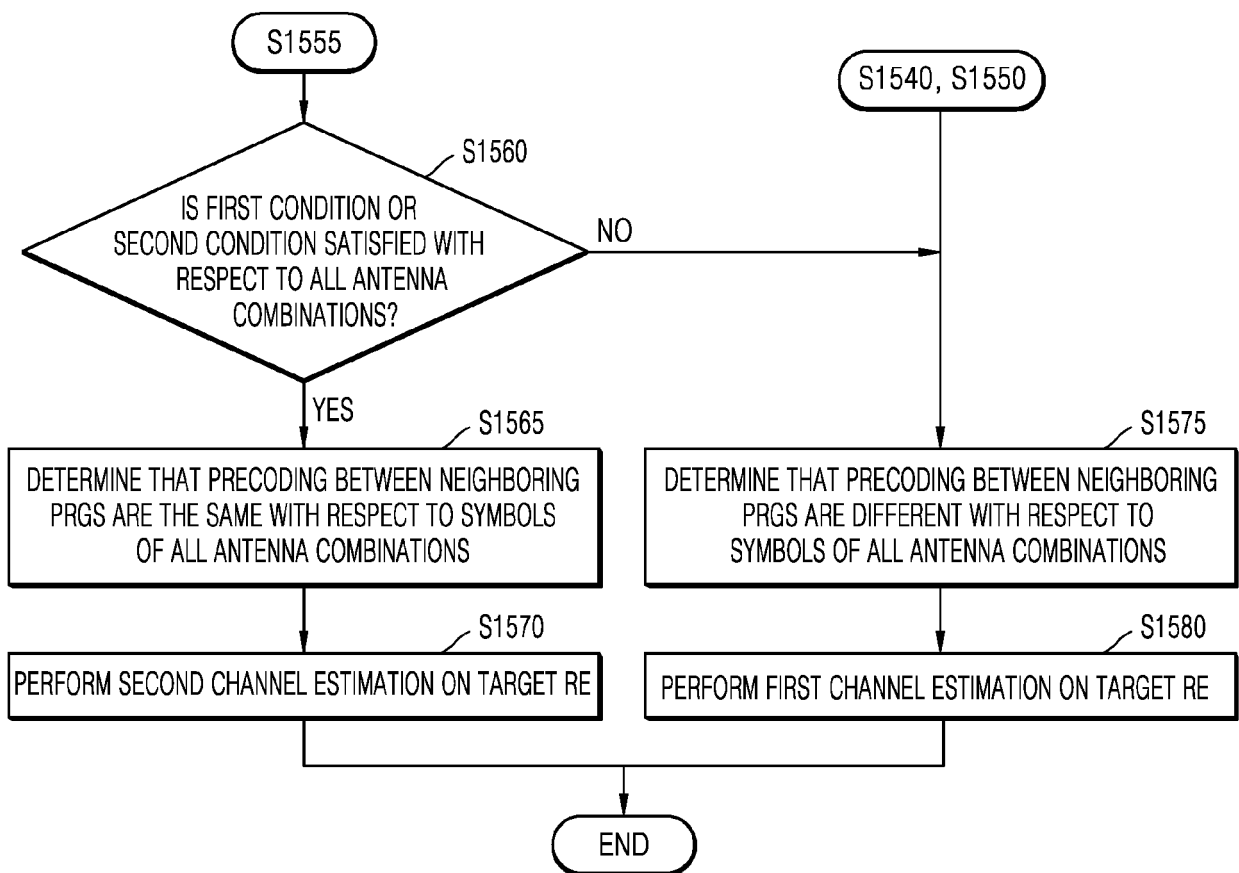 S1555
S1540, S1550
S1560
IS FIRST CONDITION OR
SECOND CONDITION SATISFIED WITH
RESPECT TO ALL ANTENNA
COMBINATIONS?
NO
YES
S1565
DETERMINE THAT PRECODING BETWEEN NEIGHBORING
PRGS ARE THE SAME WITH RESPECT TO SYMBOLS
OF ALL ANTENNA COMBINATIONS
S1575
DETERMINE THAT PRECODING BETWEEN NEIGHBORING
PRGS ARE DIFFERENT WITH RESPECT TO
SYMBOLS OF ALL ANTENNA COMBINATIONS
S1570
PERFORM SECOND CHANNEL ESTIMATION ON TARGET RE
S1580
PERFORM FIRST CHANNEL ESTIMATION ON TARGET RE
END